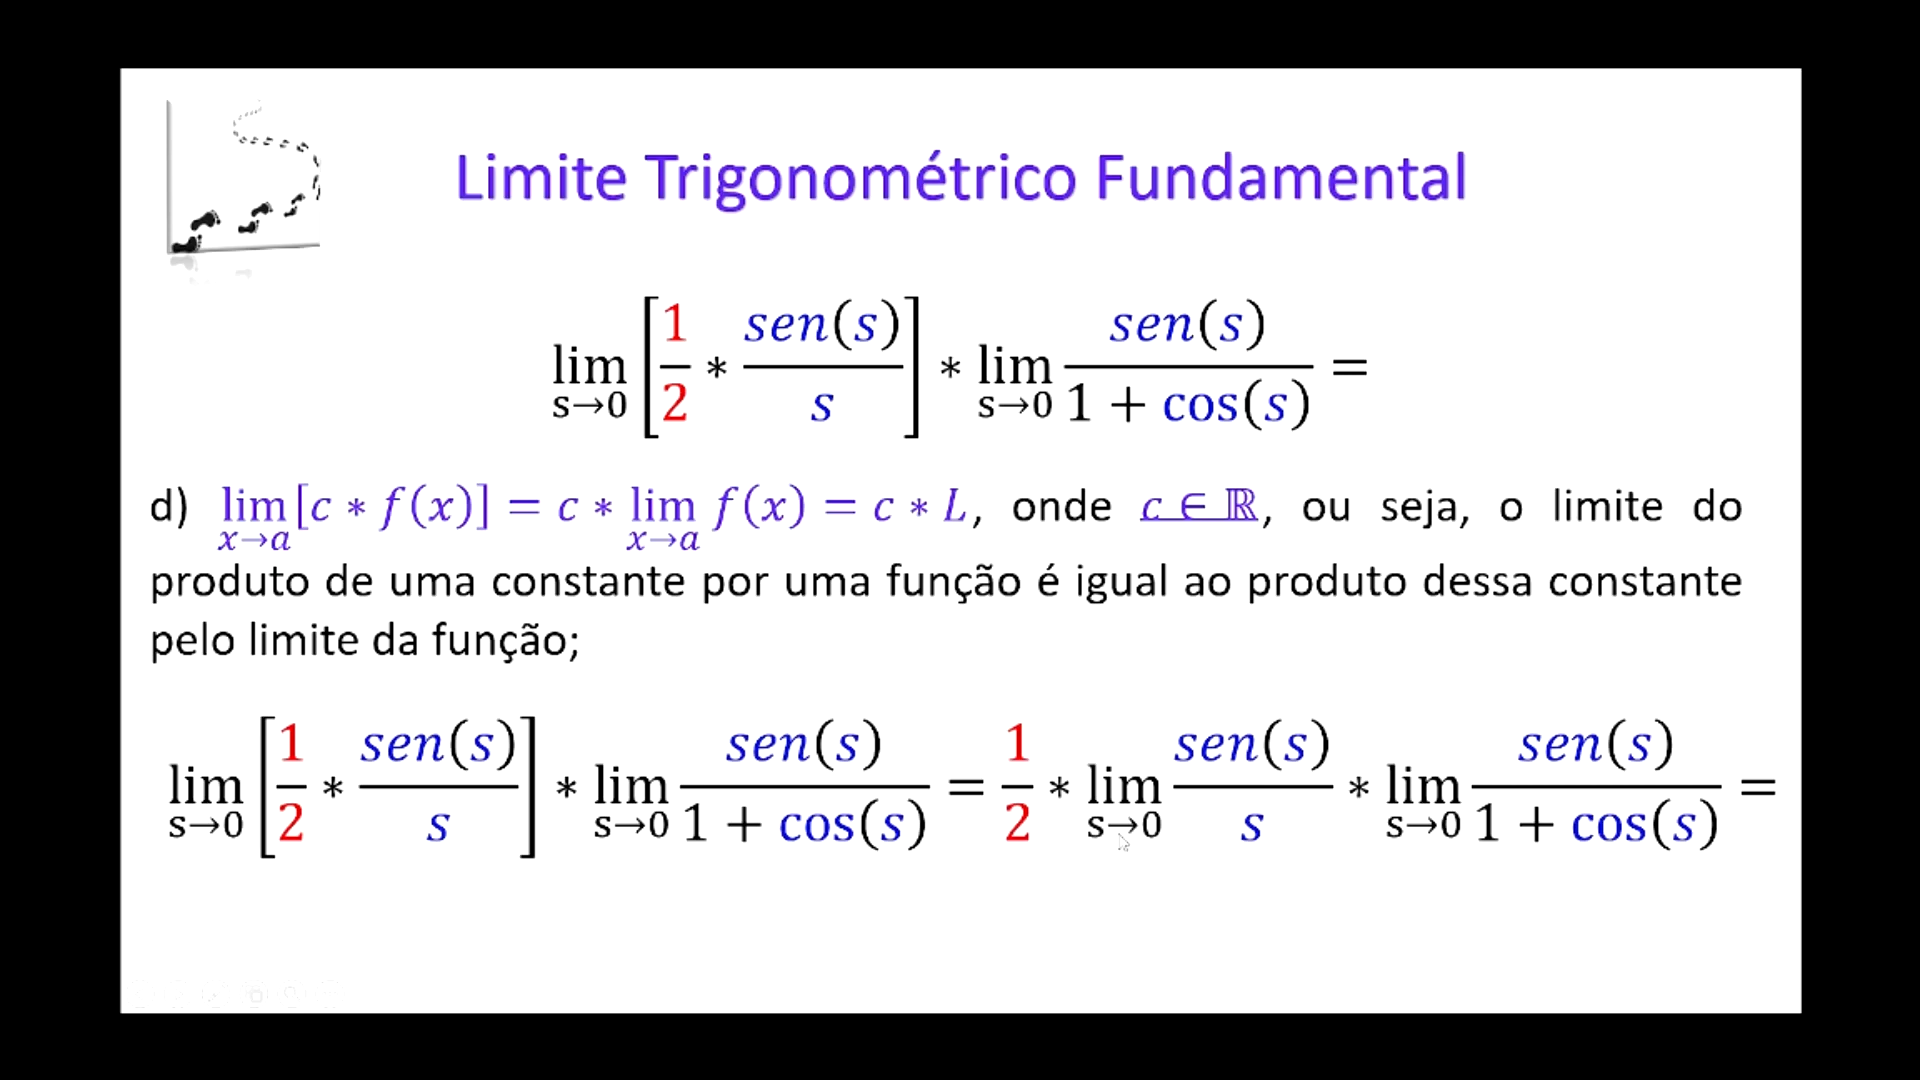 Limite Trigonométrico Fundamental
lim s→0 [1/2 * sen(s)/s] * lim s→0 sen(s)/(1 + cos(s)) =
d) lim x→a [c * f(x)] = c * lim x→a f(x) = c * L, onde c ∈ ℝ, ou seja, o limite do
produto de uma constante por uma função é igual ao produto dessa constante
pelo limite da função;
lim s→0 [1/2 * sen(s)/s] * lim s→0 sen(s)/(1 + cos(s)) = 1/2 * lim s→0 sen(s)/s * lim s→0 sen(s)/(1 + cos(s)) =